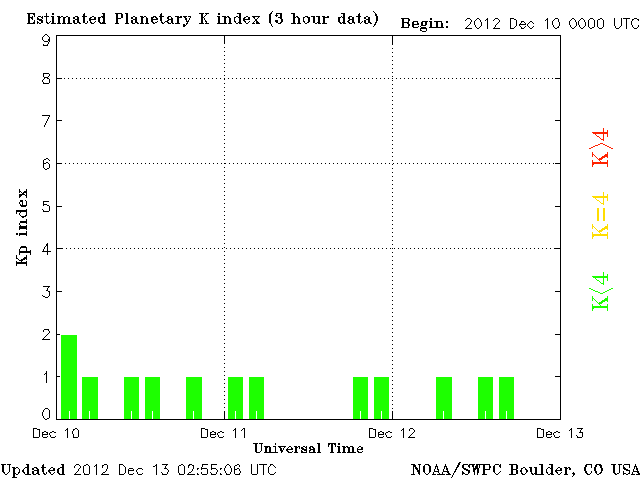 Estimated Planetary K index (3 hour data) Begin: 2012 Dec 10 0000 UTC
9
8
7
6
5
4
3
2
1
0
Kp index
K>4
K=4
K<4
Dec 10 Dec 11 Dec 12 Dec 13
Universal Time
Updated 2012 Dec 13 02:55:06 UTC NOAA/SWPC Boulder, CO USA